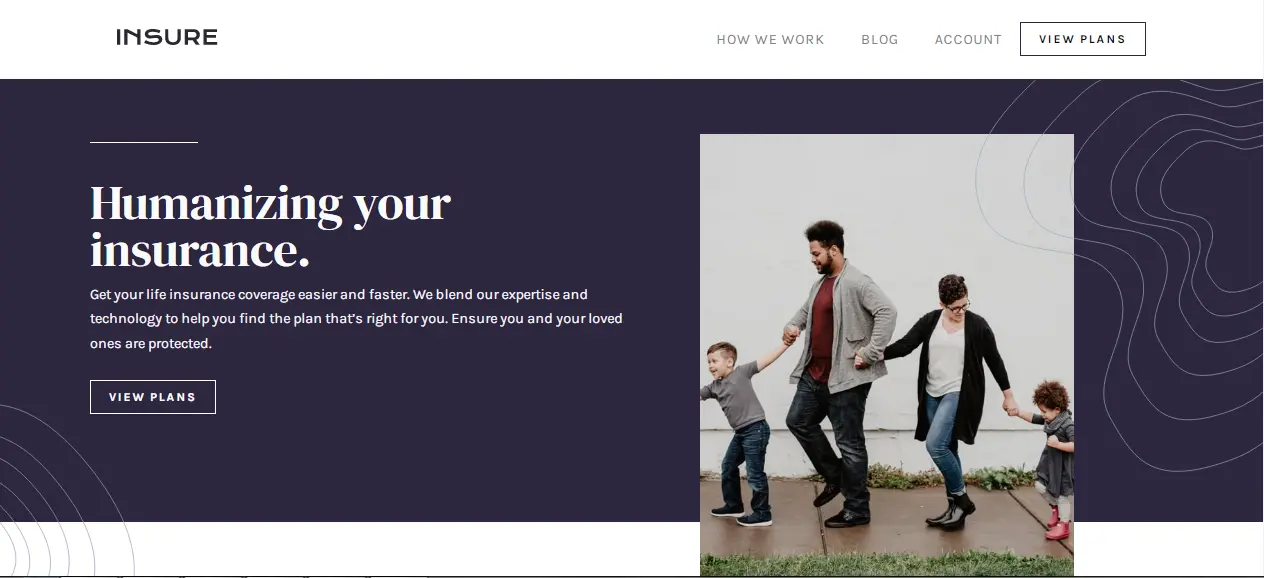 INSURE
HOW WE WORK
BLOG
ACCOUNT
VIEW PLANS
Humanizing your
insurance.
Get your life insurance coverage easier and faster. We blend our expertise and
technology to help you find the plan that’s right for you. Ensure you and your loved
ones are protected.
VIEW PLANS